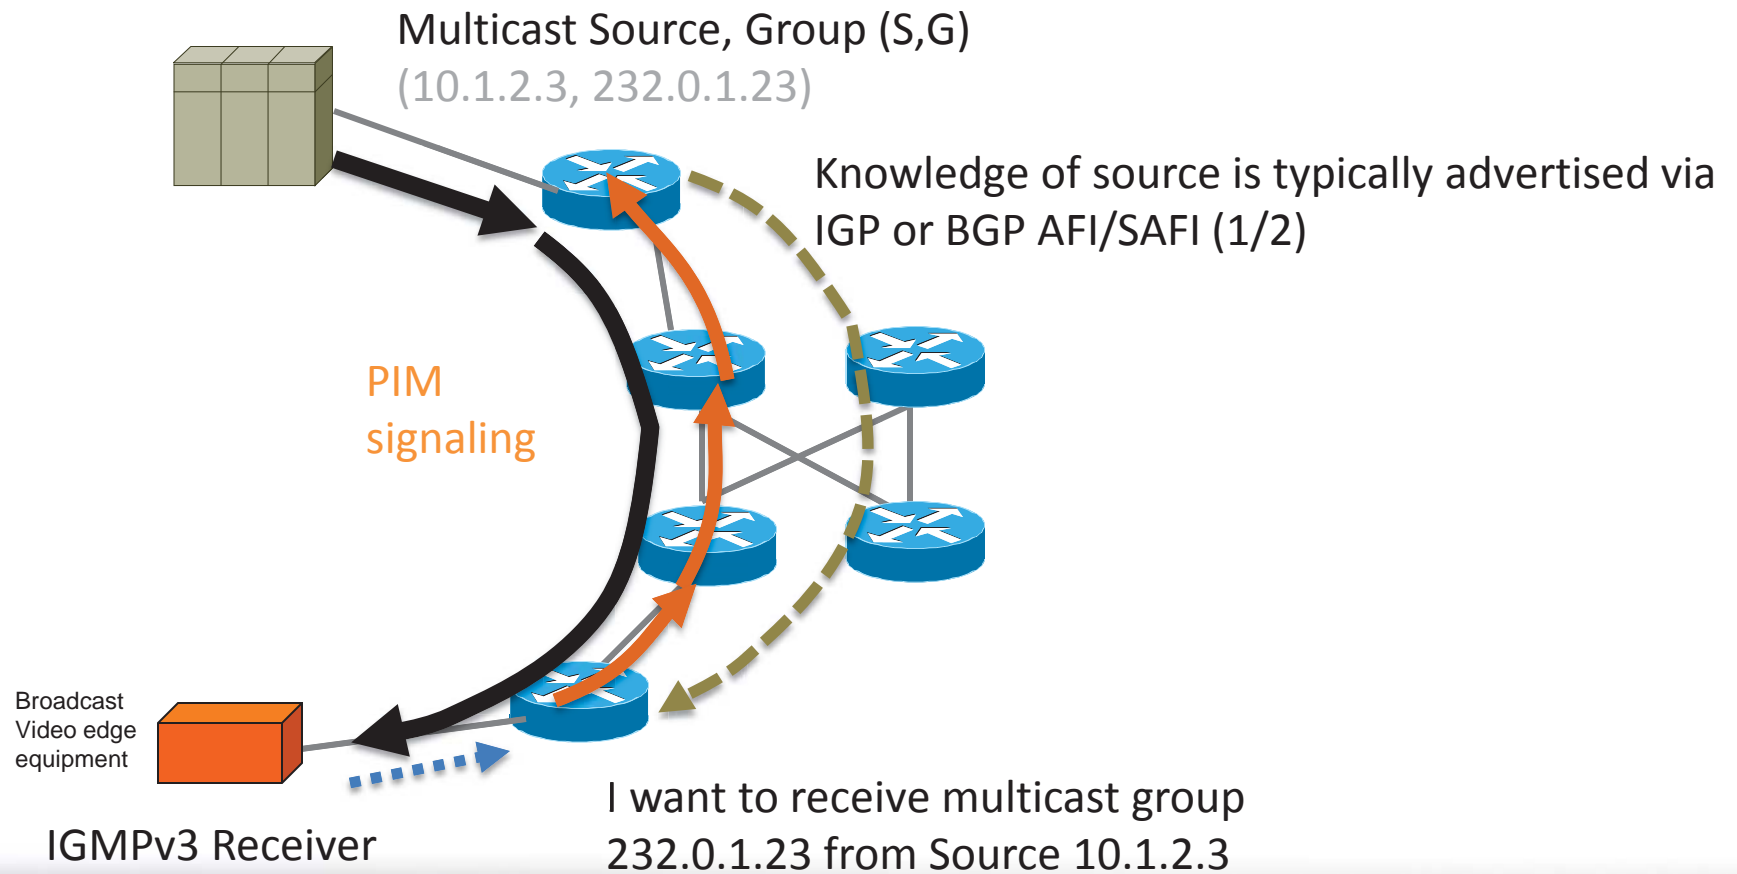 Multicast Source, Group (S,G)
(10.1.2.3, 232.0.1.23)
Knowledge of source is typically advertised via
IGP or BGP AFI/SAFI (1/2)
PIM
signaling
Broadcast
Video edge
equipment
I want to receive multicast group
232.0.1.23 from Source 10.1.2.3
IGMPv3 Receiver